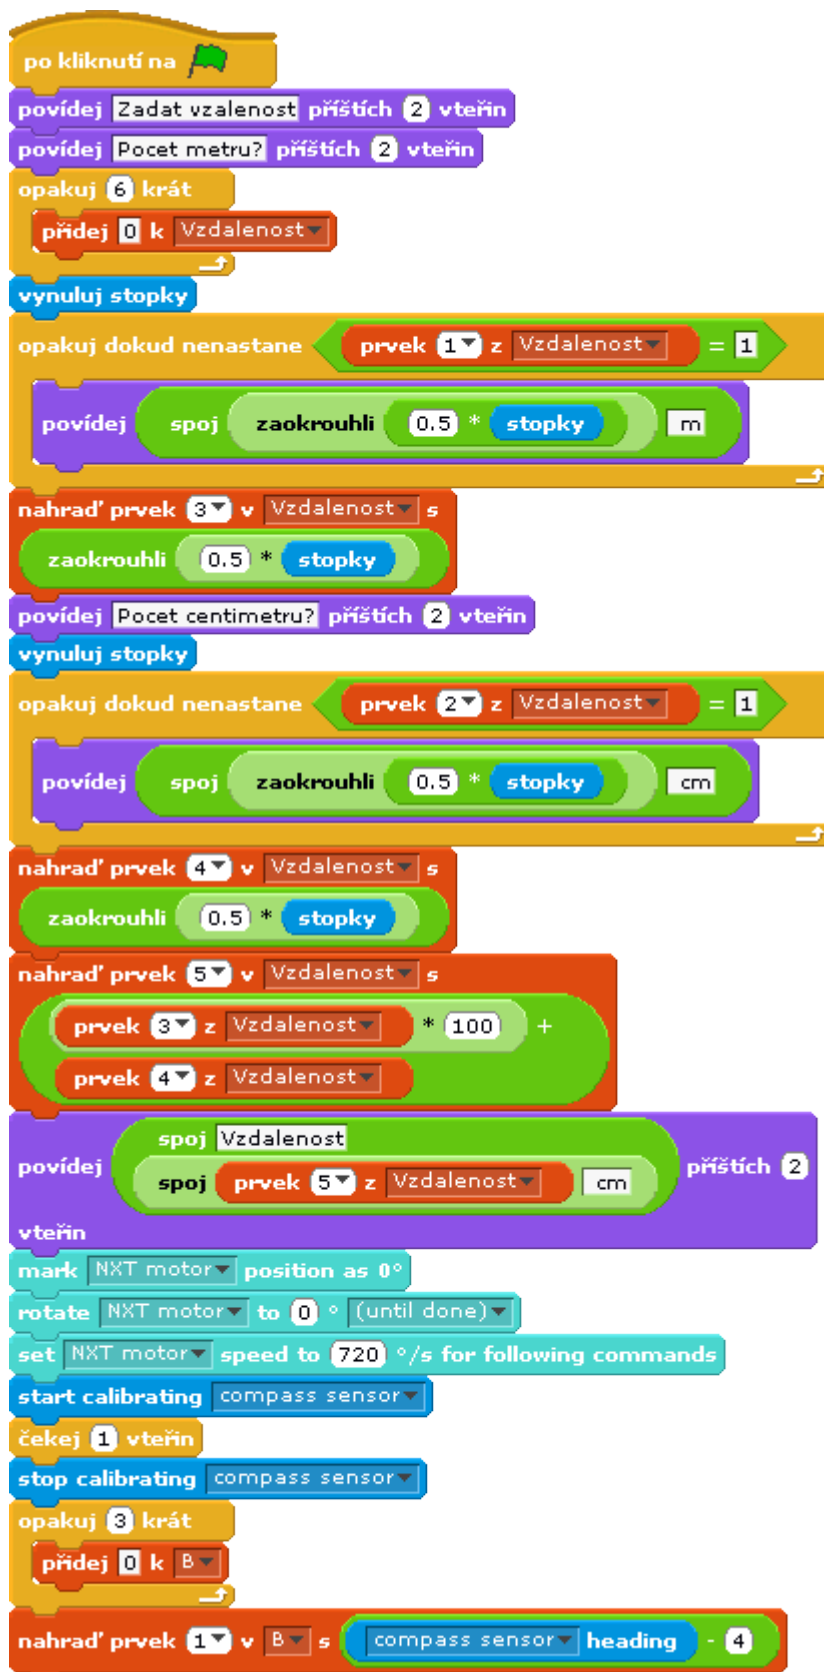 po kliknutí na
povídej Zadat vzalenost příštích 2 vteřin
povídej Pocet metru? příštích 2 vteřin
opakuj 6 krát
přidej 0 k Vzdalenost
vynuluj stopky
opakuj dokud nenastane prvek 1 z Vzdalenost = 1
povídej spoj zaokrouhli 0.5 * stopky m
nahraď prvek 3 v Vzdalenost s
zaokrouhli 0.5 * stopky
povídej Pocet centimetru? příštích 2 vteřin
vynuluj stopky
opakuj dokud nenastane prvek 2 z Vzdalenost = 1
povídej spoj zaokrouhli 0.5 * stopky cm
nahraď prvek 4 v Vzdalenost s
zaokrouhli 0.5 * stopky
nahraď prvek 5 v Vzdalenost s
prvek 3 z Vzdalenost * 100 +
prvek 4 z Vzdalenost
spoj Vzdalenost
povídej spoj prvek 5 z Vzdalenost cm příštích 2
vteřin
mark NXT motor position as 0°
rotate NXT motor to 0 ° (until done)
set NXT motor speed to 720 °/s for following commands
start calibrating compass sensor
čekej 1 vteřin
stop calibrating compass sensor
opakuj 3 krát
přidej 0 k B
nahraď prvek 1 v B s compass sensor heading - 4